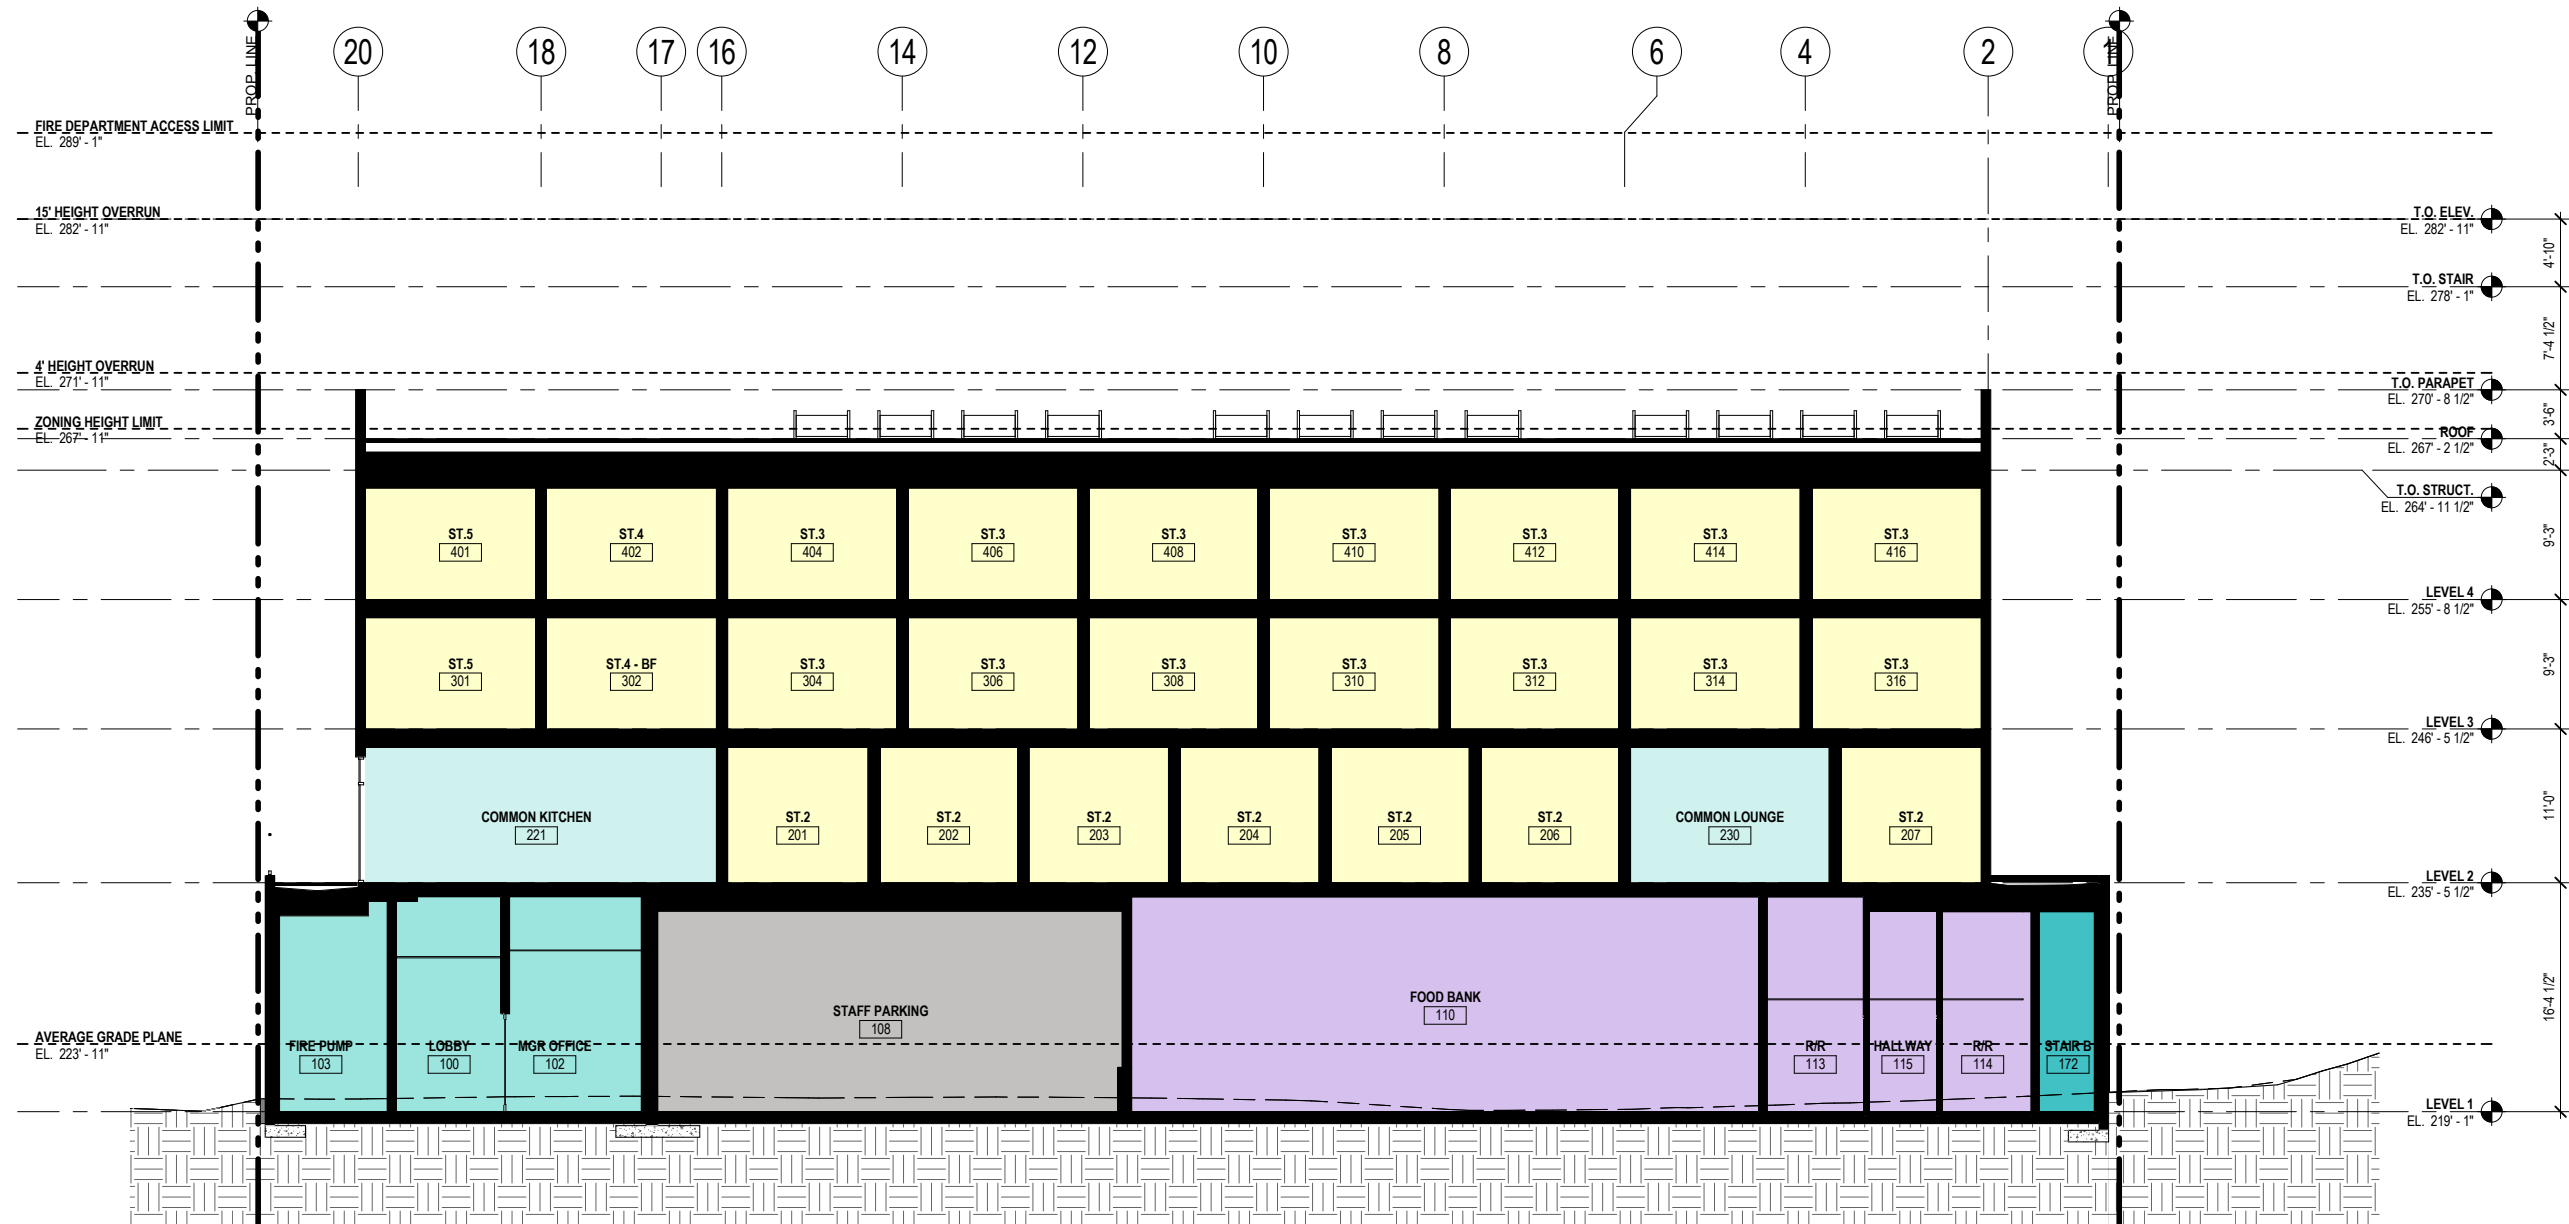 20 18 17 16 14 12 10 8 6 4 2 1
PROP. LINE
PROP. LINE
FIRE DEPARTMENT ACCESS LIMIT
EL. 289' - 1"
15' HEIGHT OVERRUN
EL. 282' - 11"
T.O. ELEV.
EL. 282' - 11"
4'-10"
T.O. STAIR
EL. 278' - 1"
7'-4 1/2"
4' HEIGHT OVERRUN
EL. 271' - 11"
T.O. PARAPET
EL. 270' - 8 1/2"
3'-6"
ZONING HEIGHT LIMIT
EL. 267' - 11"
ROOF
EL. 267' - 2 1/2"
2'-3"
T.O. STRUCT.
EL. 264' - 11 1/2"
9'-3"
ST.5 ST.4 ST.3 ST.3 ST.3 ST.3 ST.3 ST.3 ST.3
401 402 404 406 408 410 412 414 416
LEVEL 4
EL. 255' - 8 1/2"
9'-3"
ST.5 ST.4 - BF ST.3 ST.3 ST.3 ST.3 ST.3 ST.3 ST.3
301 302 304 306 308 310 312 314 316
LEVEL 3
EL. 246' - 5 1/2"
11'-0"
COMMON KITCHEN ST.2 ST.2 ST.2 ST.2 ST.2 ST.2 COMMON LOUNGE ST.2
221 201 202 203 204 205 206 230 207
LEVEL 2
EL. 235' - 5 1/2"
16'-4 1/2"
STAFF PARKING
108
FOOD BANK
110
AVERAGE GRADE PLANE
EL. 223' - 11"
FIRE PUMP LOBBY MGR OFFICE R/R HALLWAY R/R STAIR B
103 100 102 113 115 114 172
LEVEL 1
EL. 219' - 1"